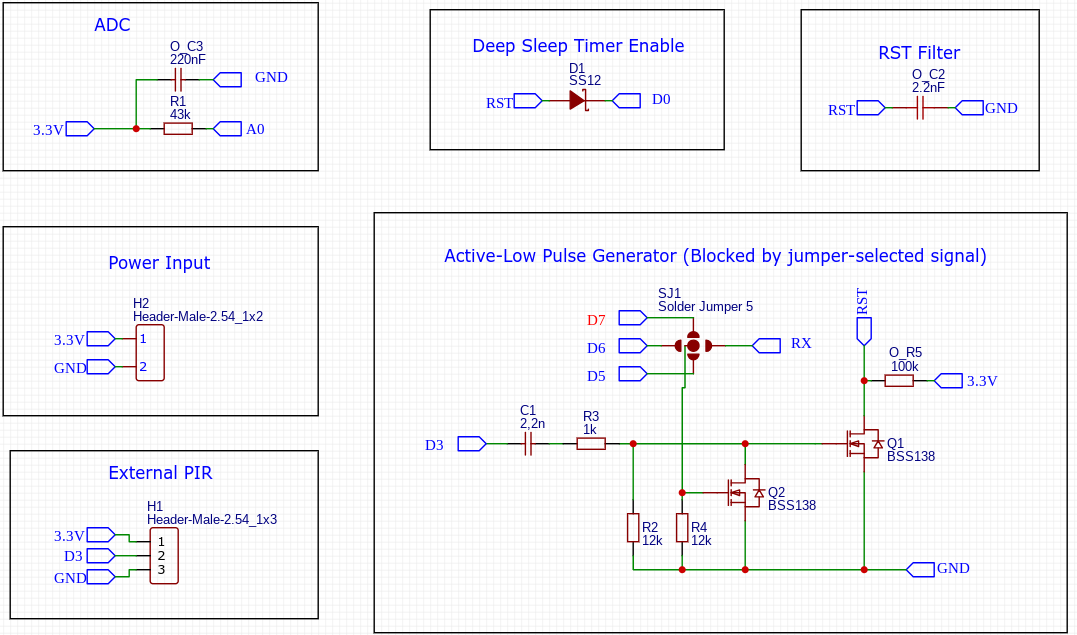 ADC
O_C3
220nF
GND
R1
43k
3.3V
A0
Deep Sleep Timer Enable
D1
SS12
RST
D0
RST Filter
O_C2
2.2nF
RST
GND
Power Input
H2
Header-Male-2.54_1x2
3.3V
1
GND
2
External PIR
H1
Header-Male-2.54_1x3
3.3V
1
D3
2
GND
3
Active-Low Pulse Generator (Blocked by jumper-selected signal)
SJ1
Solder Jumper 5
D7
D6
RX
D5
RST
O_R5
100k
3.3V
C1
2,2n
R3
1k
D3
Q1
BSS138
Q2
BSS138
R2
12k
R4
12k
GND